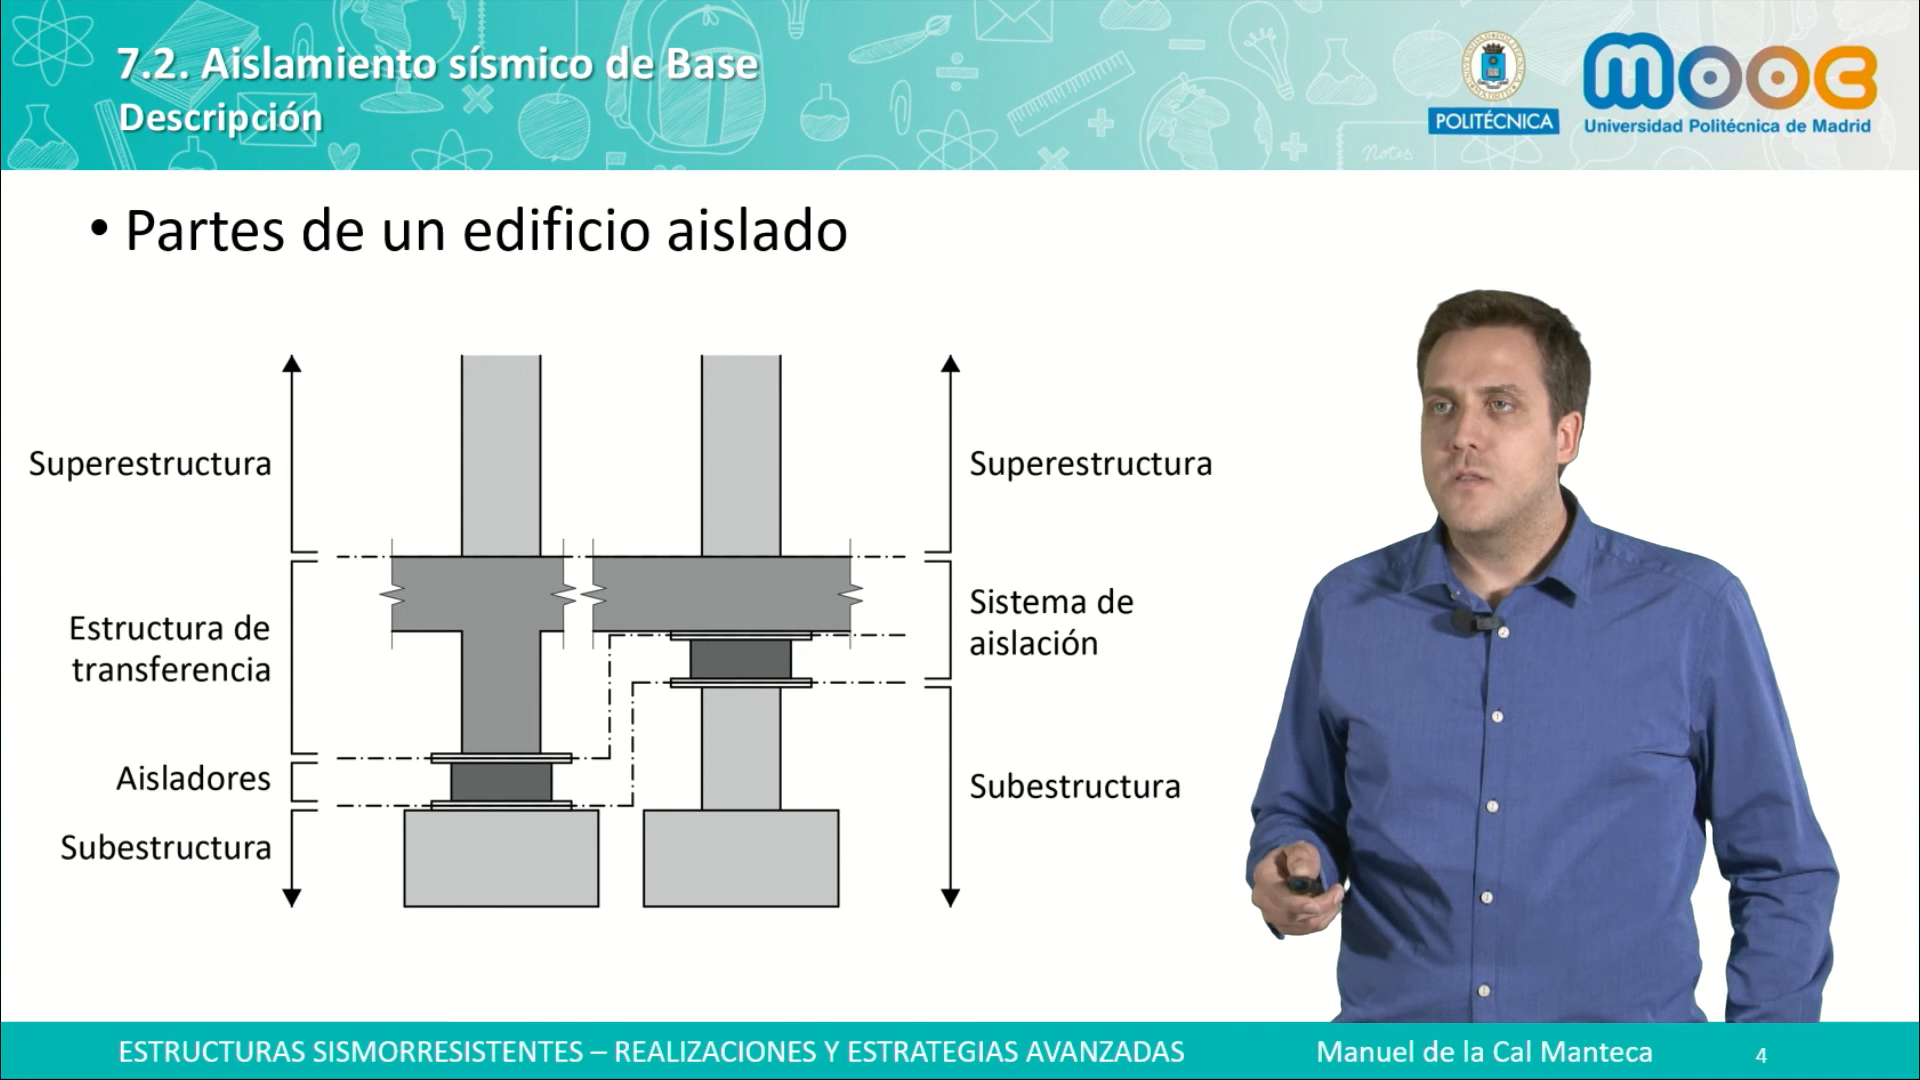 7.2. Aislamiento sísmico de Base
Descripción
POLITÉCNICA
mooc
Universidad Politécnica de Madrid
Notes
• Partes de un edificio aislado
Superestructura
Estructura de
transferencia
Aisladores
Subestructura
Superestructura
Sistema de
aislación
Subestructura
ESTRUCTURAS SISMORRESISTENTES – REALIZACIONES Y ESTRATEGIAS AVANZADAS
Manuel de la Cal Manteca
4